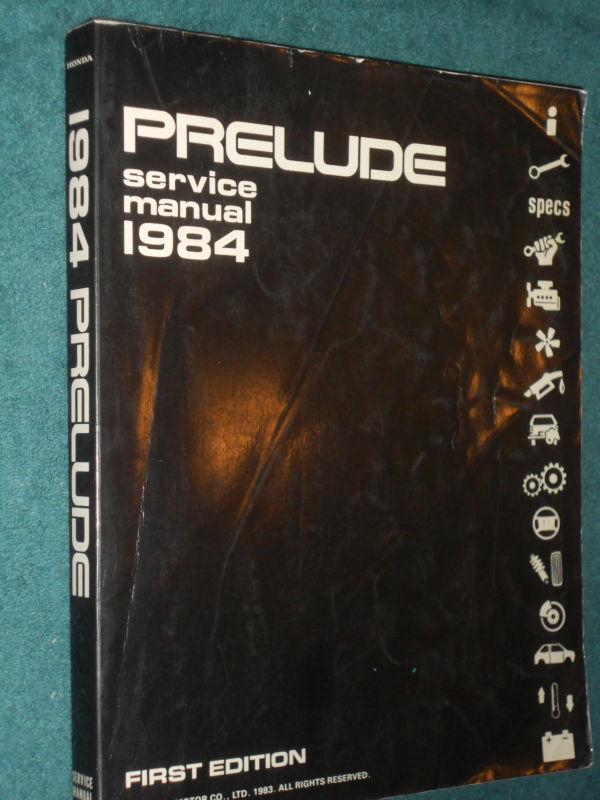 HONDA
1984 PRELUDE
SERVICE
MANUAL
PRELUDE
service
manual
1984
specs
FIRST EDITION
MOTOR CO., LTD. 1983. ALL RIGHTS RESERVED.